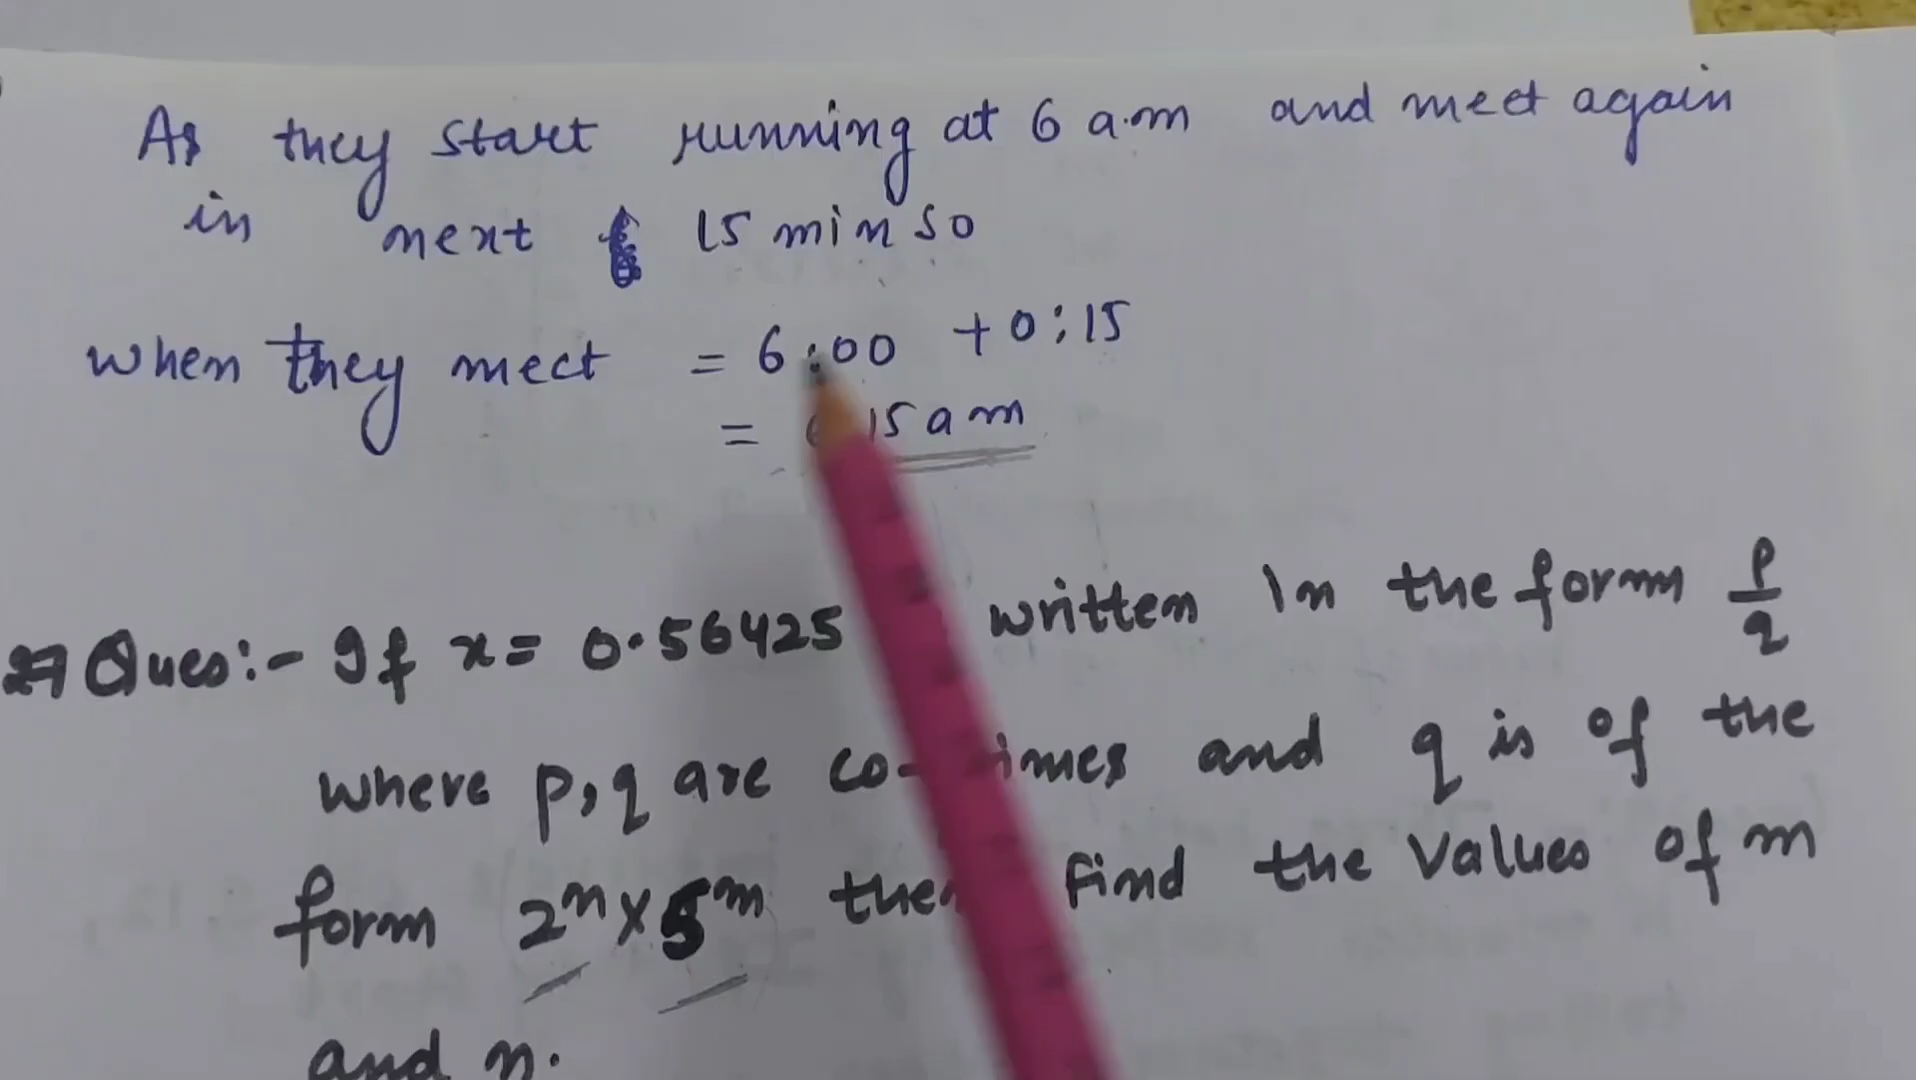 As they start running at 6 a.m and meet again
in next 15 min so
when they meet = 6:00 + 0:15
= 15 am
27 Ques:- If x = 0.56425 written in the form p/q
where p, q are co- and q is of the
form 2ⁿ × 5ᵐ then find the values of m
and n.